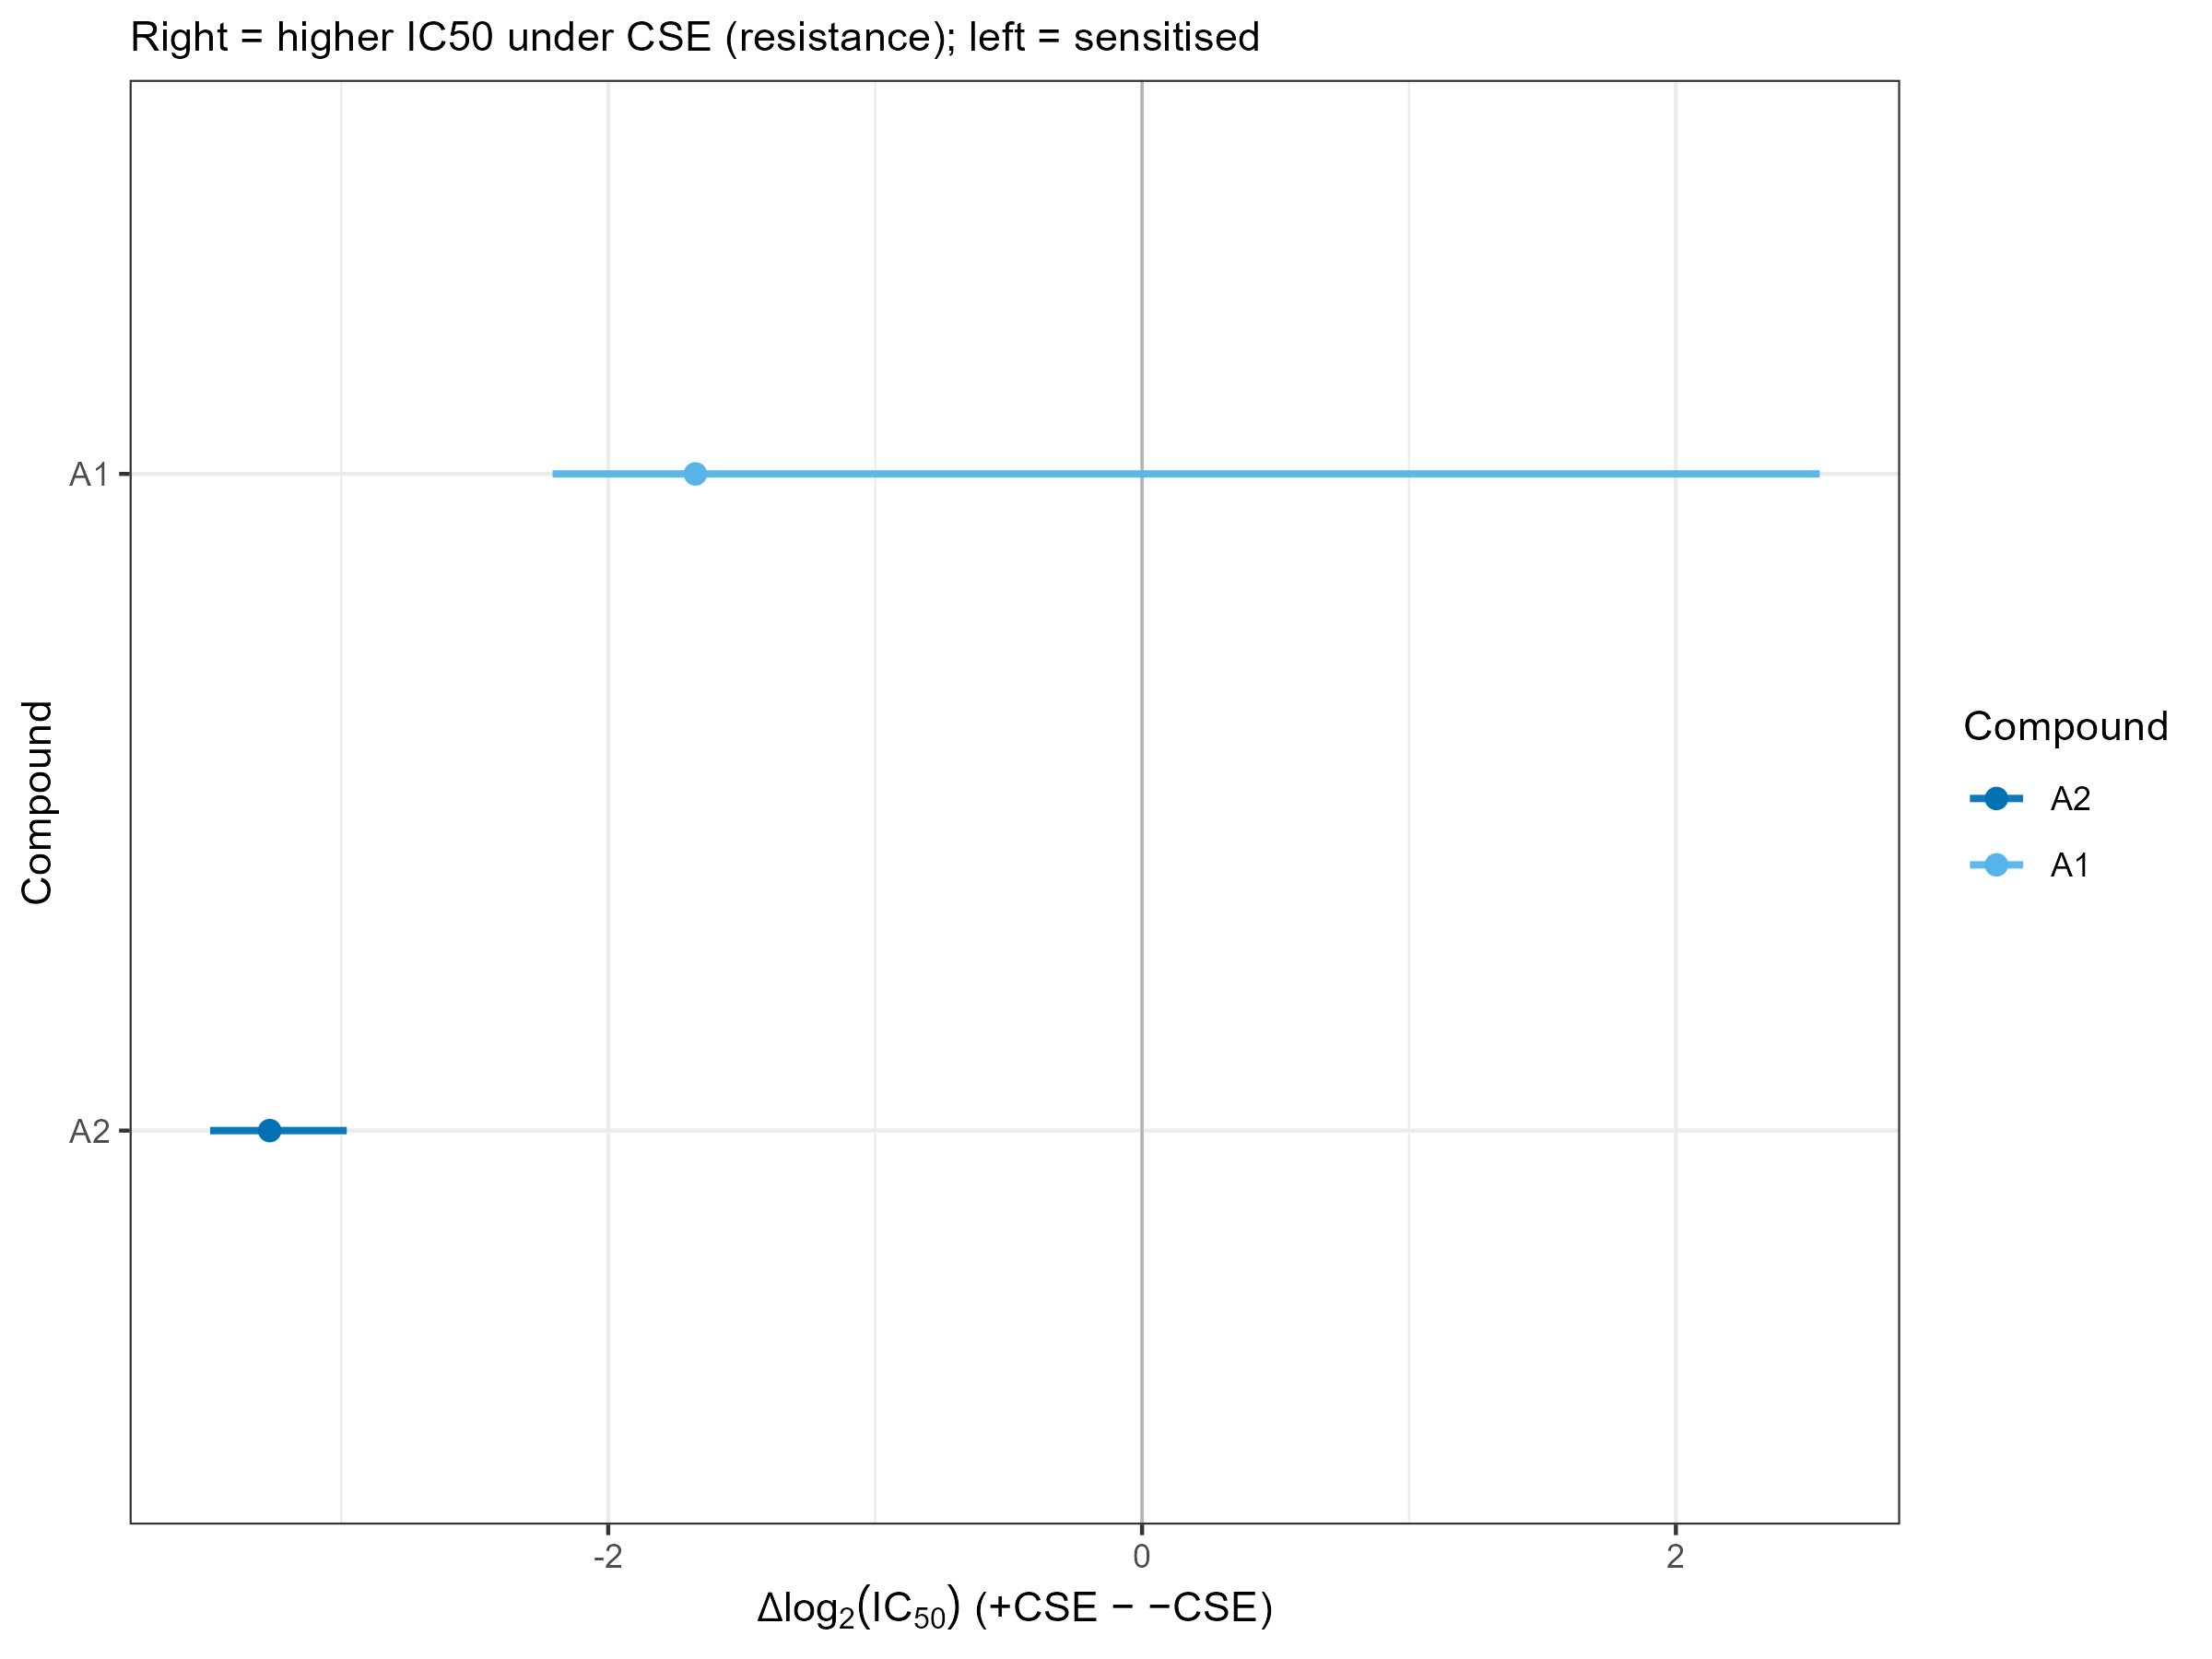 Right = higher IC50 under CSE (resistance); left = sensitised
Compound
A1
A2
-2 0 2
Δlog₂(IC₅₀) (+CSE − −CSE)
Compound
A2
A1